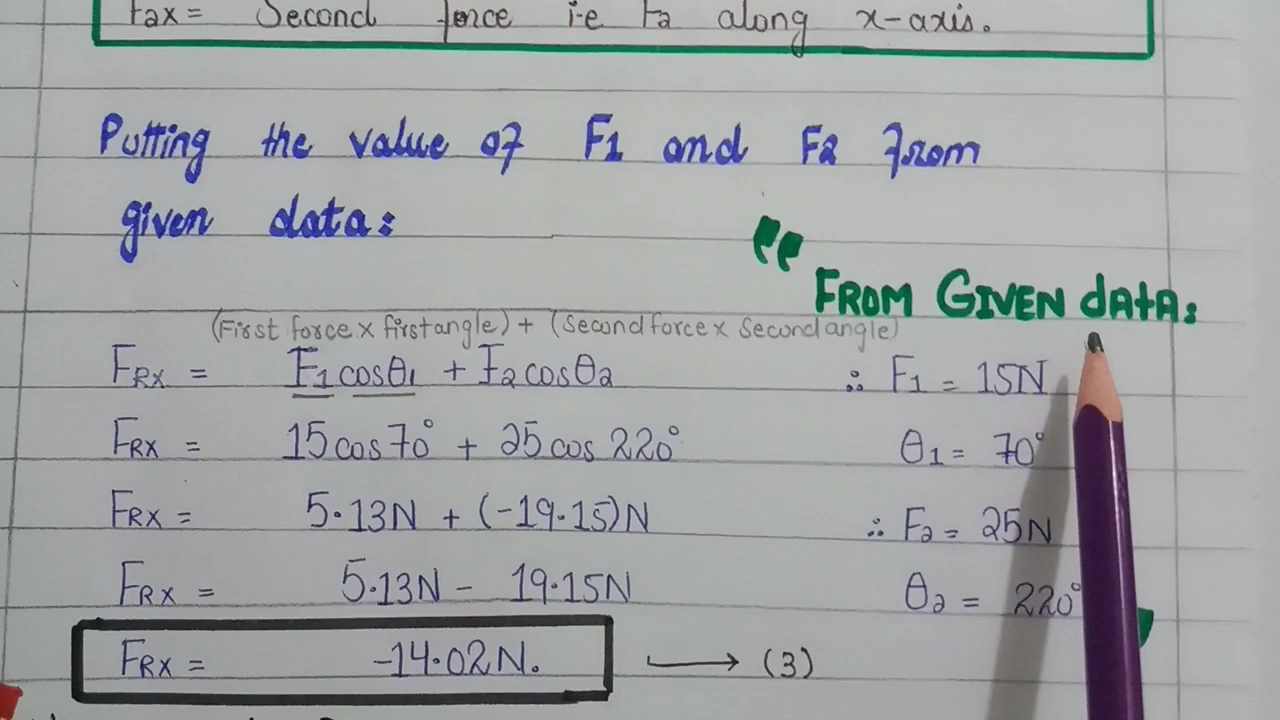 F2x = Second force i-e F2 along x-axis.
Putting the value of F1 and F2 from
given data:
"FROM GIVEN dATA:
(First force x first angle) + (Second force x Second angle)
FRX = F1 cosθ1 + F2 cosθ2 ∴ F1 = 15N
FRX = 15 cos 70° + 25 cos 220° θ1 = 70°
FRX = 5.13N + (-19.15)N ∴ F2 = 25N
FRX = 5.13N - 19.15N θ2 = 220°
FRX = -14.02N. → (3)